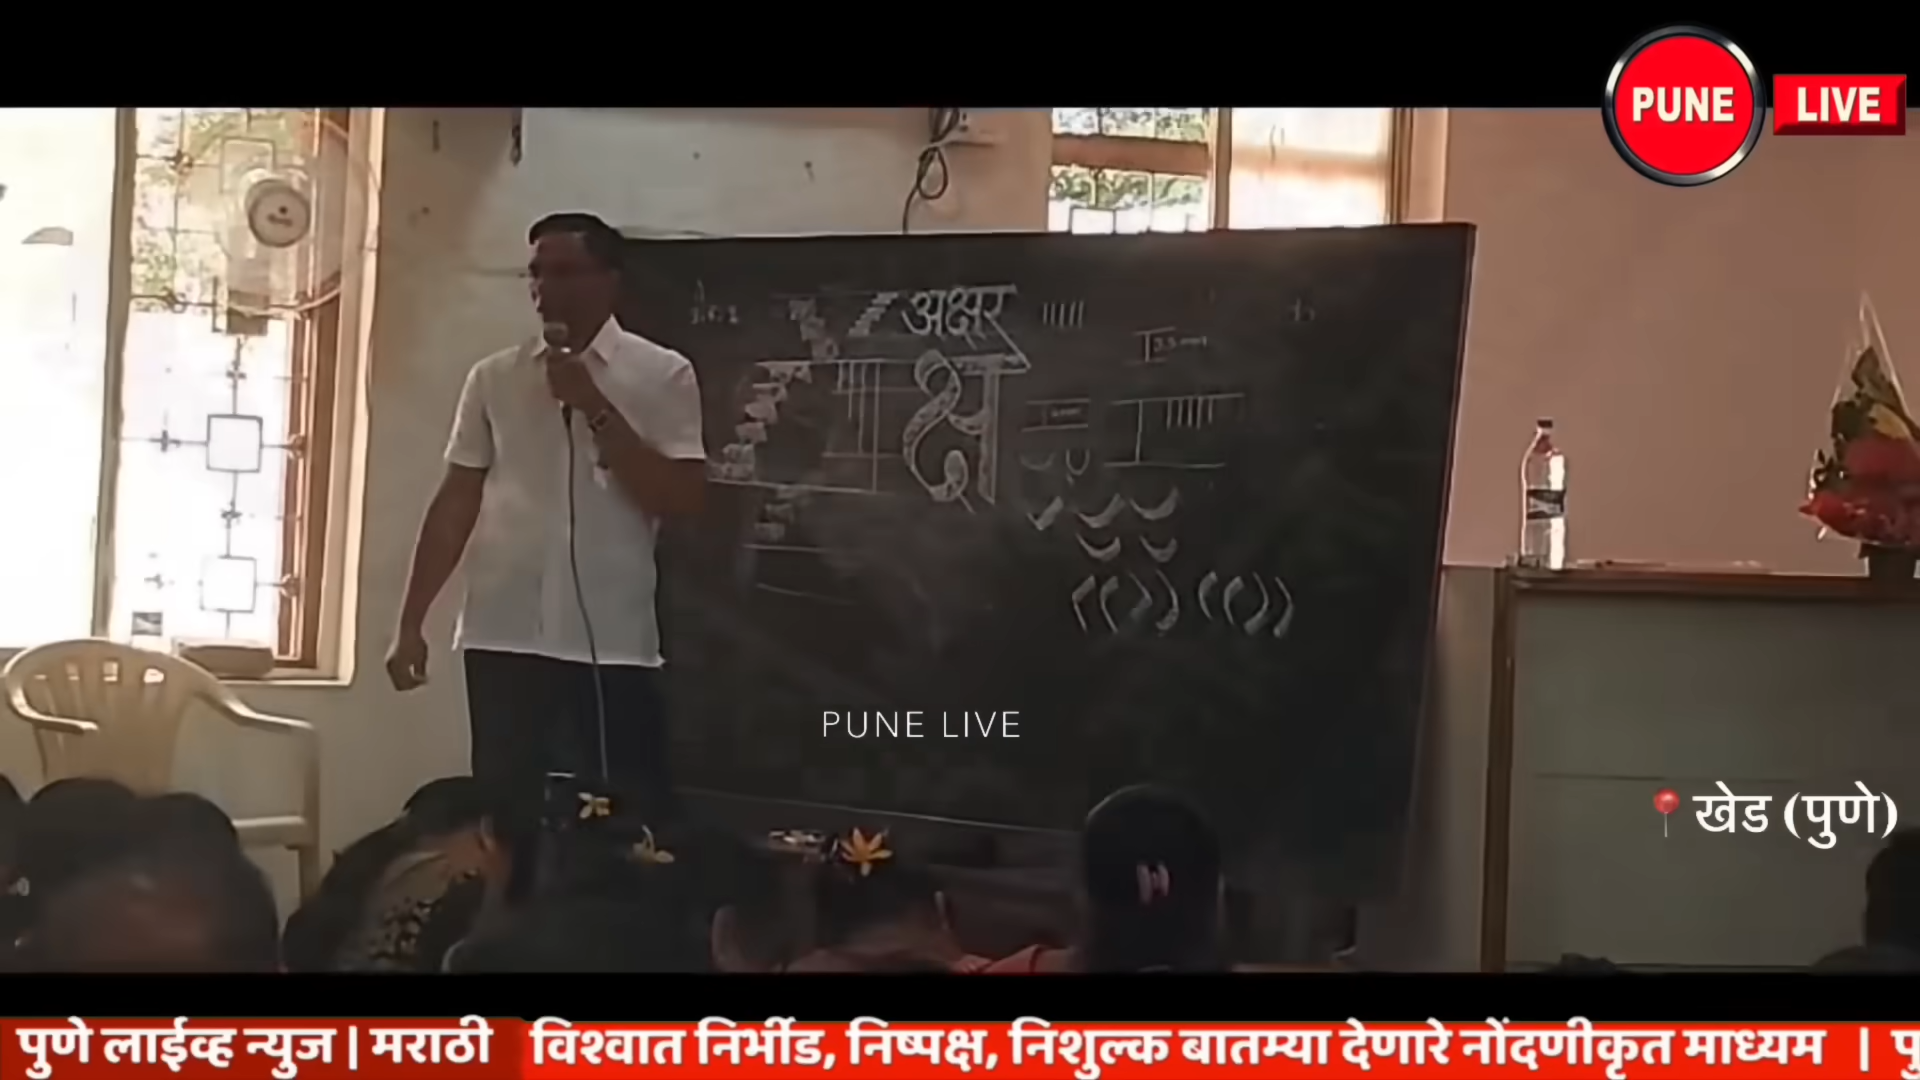 PUNE LIVE
अक्षर
क्ष
PUNE LIVE
खेड (पुणे)
पुणे लाईव्ह न्युज | मराठी विश्वात निर्भीड, निष्पक्ष, निशुल्क बातम्या देणारे नोंदणीकृत माध्यम |